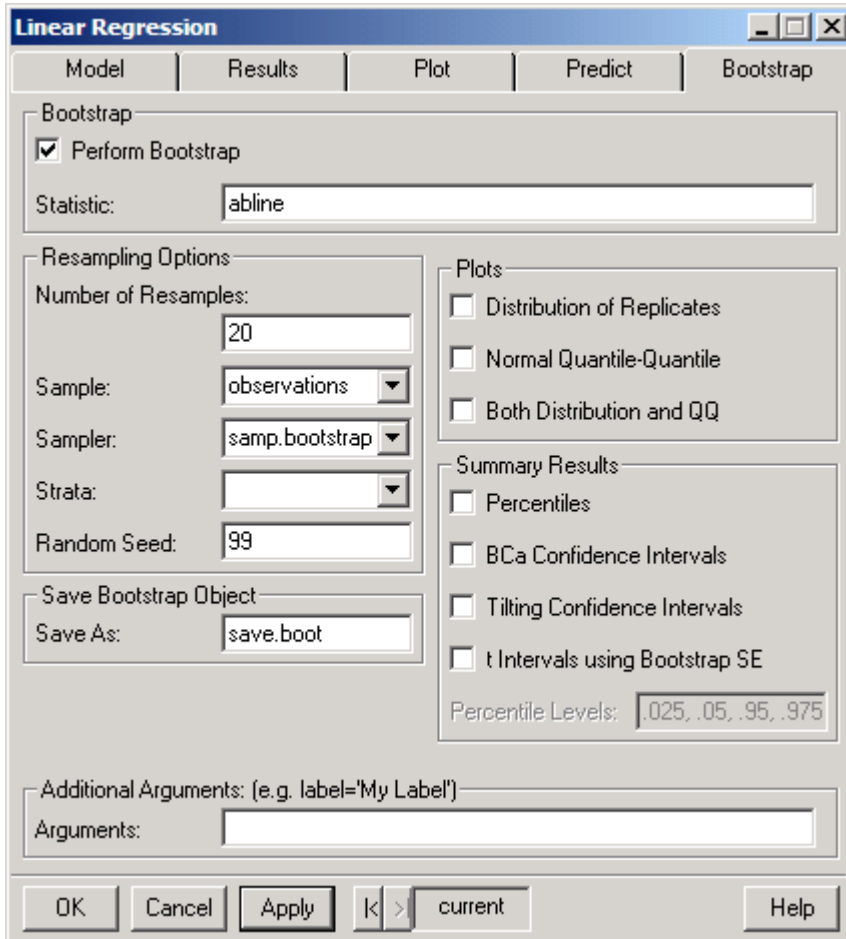 Linear Regression
Model Results Plot Predict Bootstrap
Bootstrap
Perform Bootstrap
Statistic: abline
Resampling Options
Number of Resamples:
20
Sample: observations
Sampler: samp.bootstrap
Strata:
Random Seed: 99
Save Bootstrap Object
Save As: save.boot
Plots
Distribution of Replicates
Normal Quantile-Quantile
Both Distribution and QQ
Summary Results
Percentiles
BCa Confidence Intervals
Tilting Confidence Intervals
t Intervals using Bootstrap SE
Percentile Levels: .025, .05, .95, .975
Additional Arguments: (e.g. label='My Label')
Arguments:
OK Cancel Apply current Help